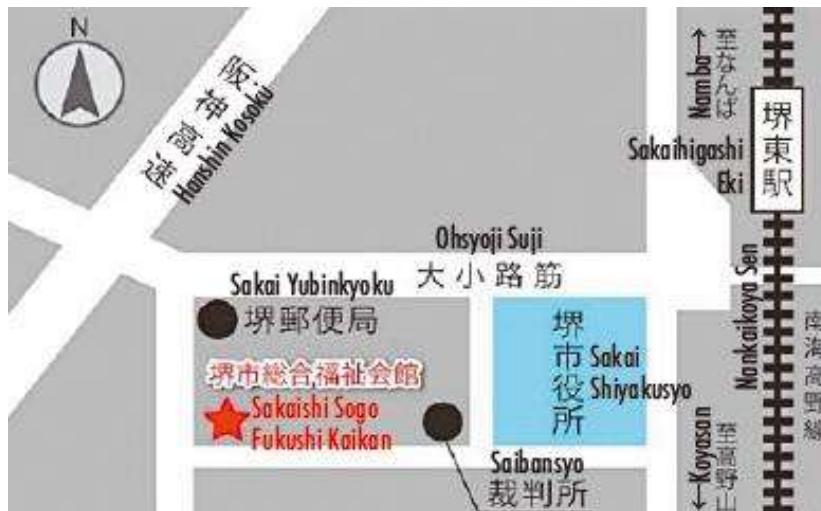 N
阪神高速
Hanshin Kosoku
Namba→
至なんば
堺東駅
Sakaihigashi
Eki
Ohsyoji Suji
大小路筋
Sakai Yubinkyoku
堺郵便局
堺市総合福祉会館
Sakaishi Sogo
Fukushi Kaikan
堺市役所
Sakai
Shiyakusyo
Saibansyo
裁判所
Nankaikoya Sen
南海高野線
←Koyasan
至高野山